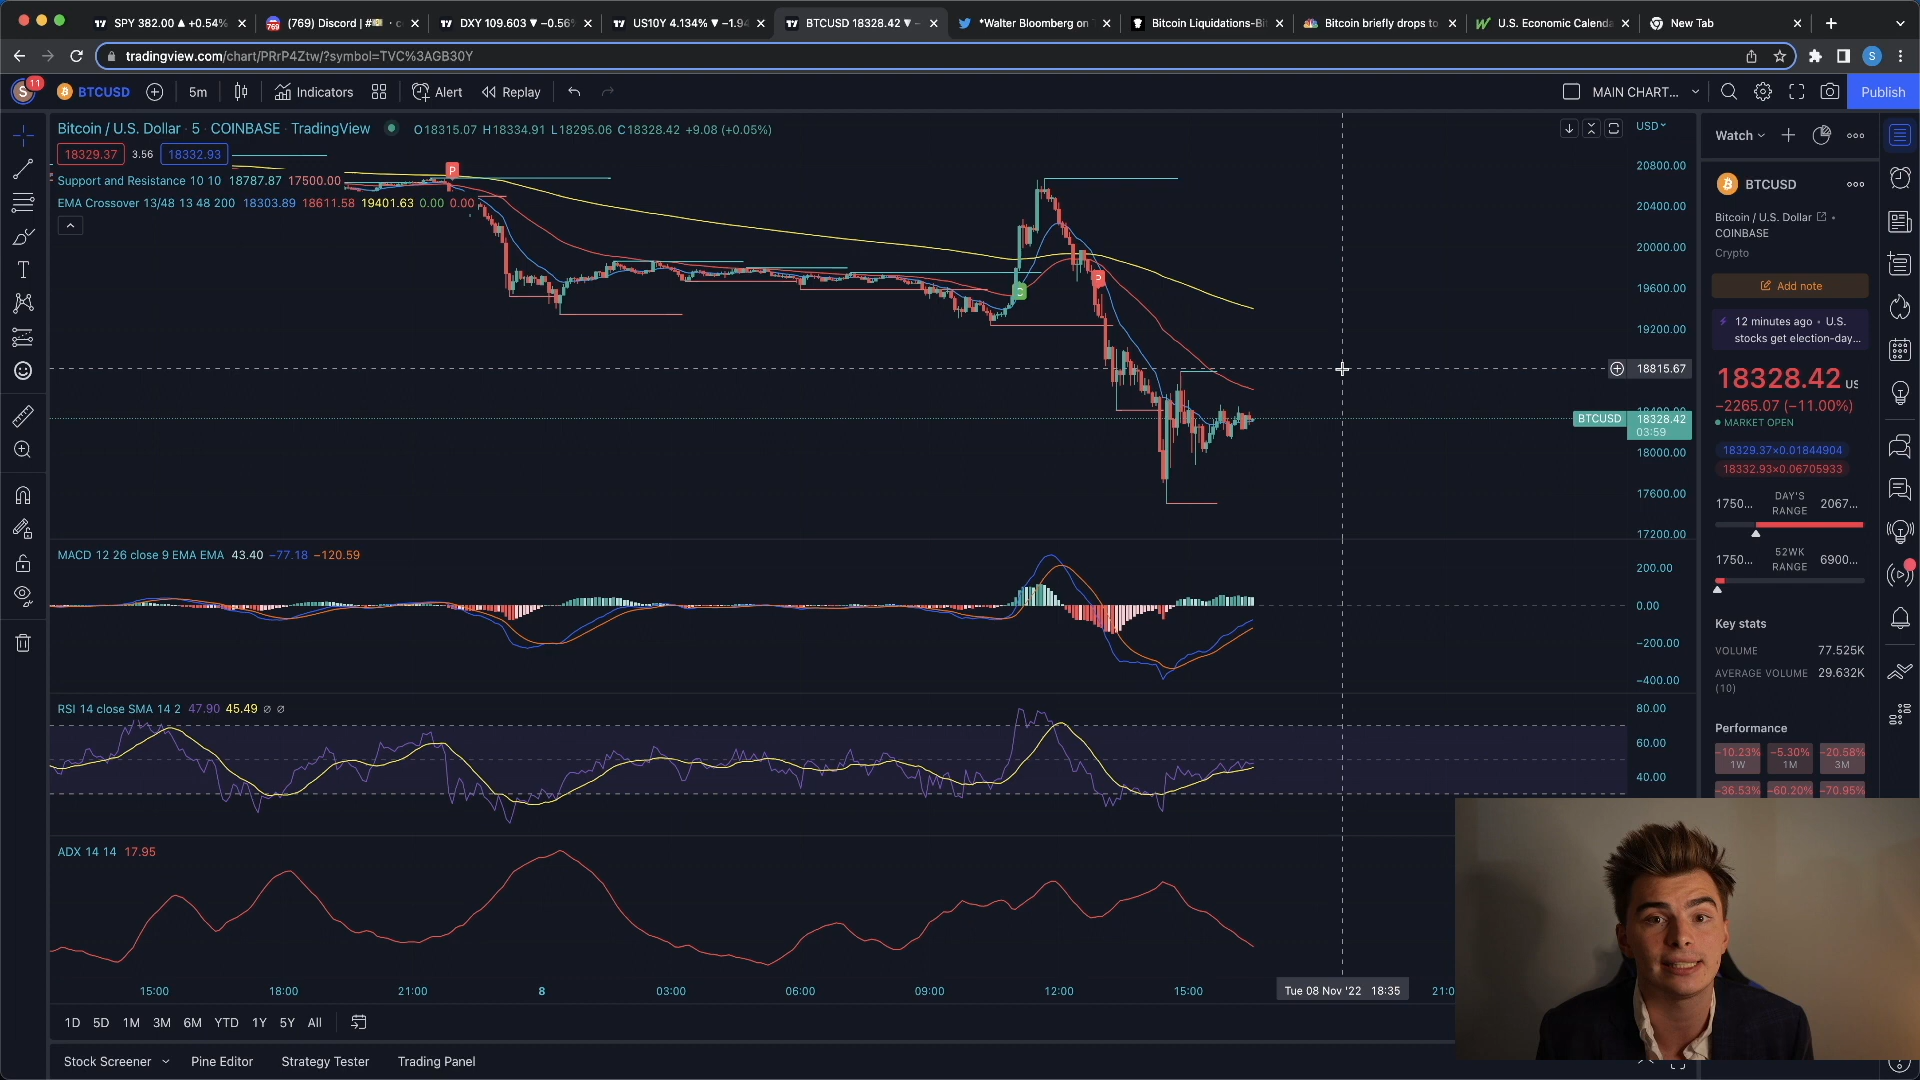 SPY 382.00 ▲ +0.54%
(769) Discord | #
DXY 109.603 ▼ −0.56%
US10Y 4.134% ▼ −1.94
BTCUSD 18328.42 ▼ −
*Walter Bloomberg on
Bitcoin Liquidations-Bi
Bitcoin briefly drops to
U.S. Economic Calenda
New Tab
tradingview.com/chart/PRrP4Ztw/?symbol=TVC%3AGB30Y
S
S 11
BTCUSD
5m
Indicators
Alert
Replay
MAIN CHART...
Publish
Bitcoin / U.S. Dollar · 5 · COINBASE · TradingView
O18315.07 H18334.91 L18295.06 C18328.42 +9.08 (+0.05%)
USD
18329.37 3.56 18332.93
Support and Resistance 10 10 18787.87 17500.00
EMA Crossover 13/48 13 48 200 18303.89 18611.58 19401.63 0.00 0.00
P
P
20800.00
20400.00
20000.00
19600.00
19200.00
18815.67
BTCUSD 18328.42
03:59
18000.00
17600.00
17200.00
MACD 12 26 close 9 EMA EMA 43.40 −77.18 −120.59
200.00
0.00
−200.00
−400.00
RSI 14 close SMA 14 2 47.90 45.49 ∅ ∅
80.00
60.00
40.00
ADX 14 14 17.95
15:00 18:00 21:00 8 03:00 06:00 09:00 12:00 15:00 Tue 08 Nov '22 18:35 21:0
1D 5D 1M 3M 6M YTD 1Y 5Y All
Stock Screener Pine Editor Strategy Tester Trading Panel
Watch
BTCUSD
Bitcoin / U.S. Dollar •
COINBASE
Crypto
Add note
12 minutes ago • U.S.
stocks get election-day...
18328.42 US
−2265.07 (−11.00%)
MARKET OPEN
18329.37×0.01844904
18332.93×0.06705933
1750... DAY'S RANGE 2067...
1750... 52WK RANGE 6900...
Key stats
VOLUME 77.525K
AVERAGE VOLUME (10) 29.632K
Performance
−10.23% −5.30% −20.58%
1W 1M 3M
−36.53% −60.20% −70.95%